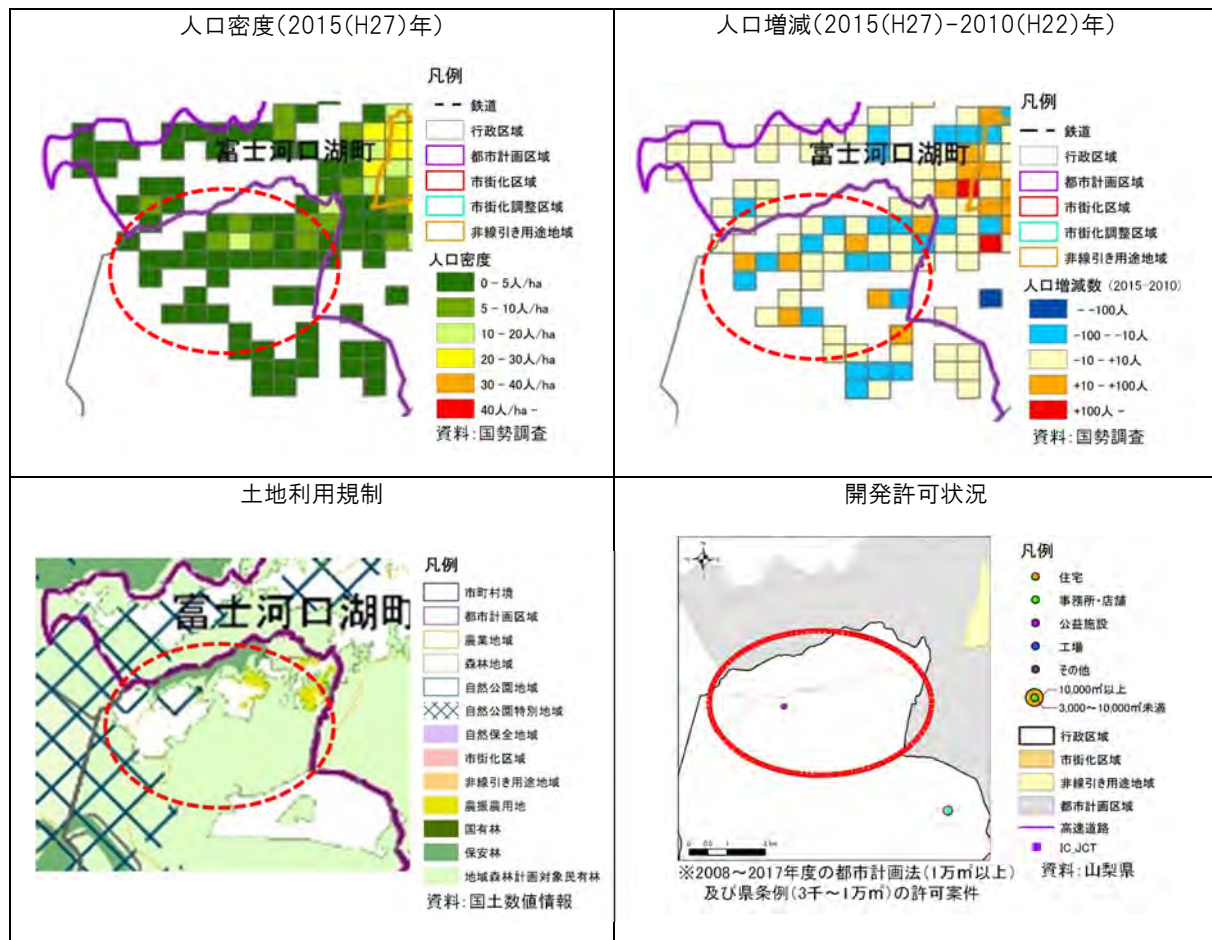 人口密度(2015(H27)年)
富士河口湖町
凡例
鉄道
行政区域
都市計画区域
市街化区域
市街化調整区域
非線引き用途地域
人口密度
0-5人/ha
5-10人/ha
10-20人/ha
20-30人/ha
30-40人/ha
40人/ha-
資料:国勢調査
人口増減(2015(H27)-2010(H22)年)
富士河口湖町
凡例
鉄道
行政区域
都市計画区域
市街化区域
市街化調整区域
非線引き用途地域
人口増減数 (2015-2010)
- -100人
-100 - -10人
-10 - +10人
+10 - +100人
+100人 -
資料:国勢調査
土地利用規制
富士河口湖町
凡例
市町村境
都市計画区域
農業地域
森林地域
自然公園地域
自然公園特別地域
自然保全地域
市街化区域
非線引き用途地域
農振農用地
国有林
保安林
地域森林計画対象民有林
資料:国土数値情報
開発許可状況
凡例
住宅
事務所・店舗
公益施設
工場
その他
10,000㎡以上
3,000~10,000㎡未満
行政区域
市街化区域
非線引き用途地域
都市計画区域
高速道路
IC_JCT
資料:山梨県
0 0.5 1 2 km
※2008~2017年度の都市計画法(1万㎡以上)
及び県条例(3千~1万㎡)の許可案件